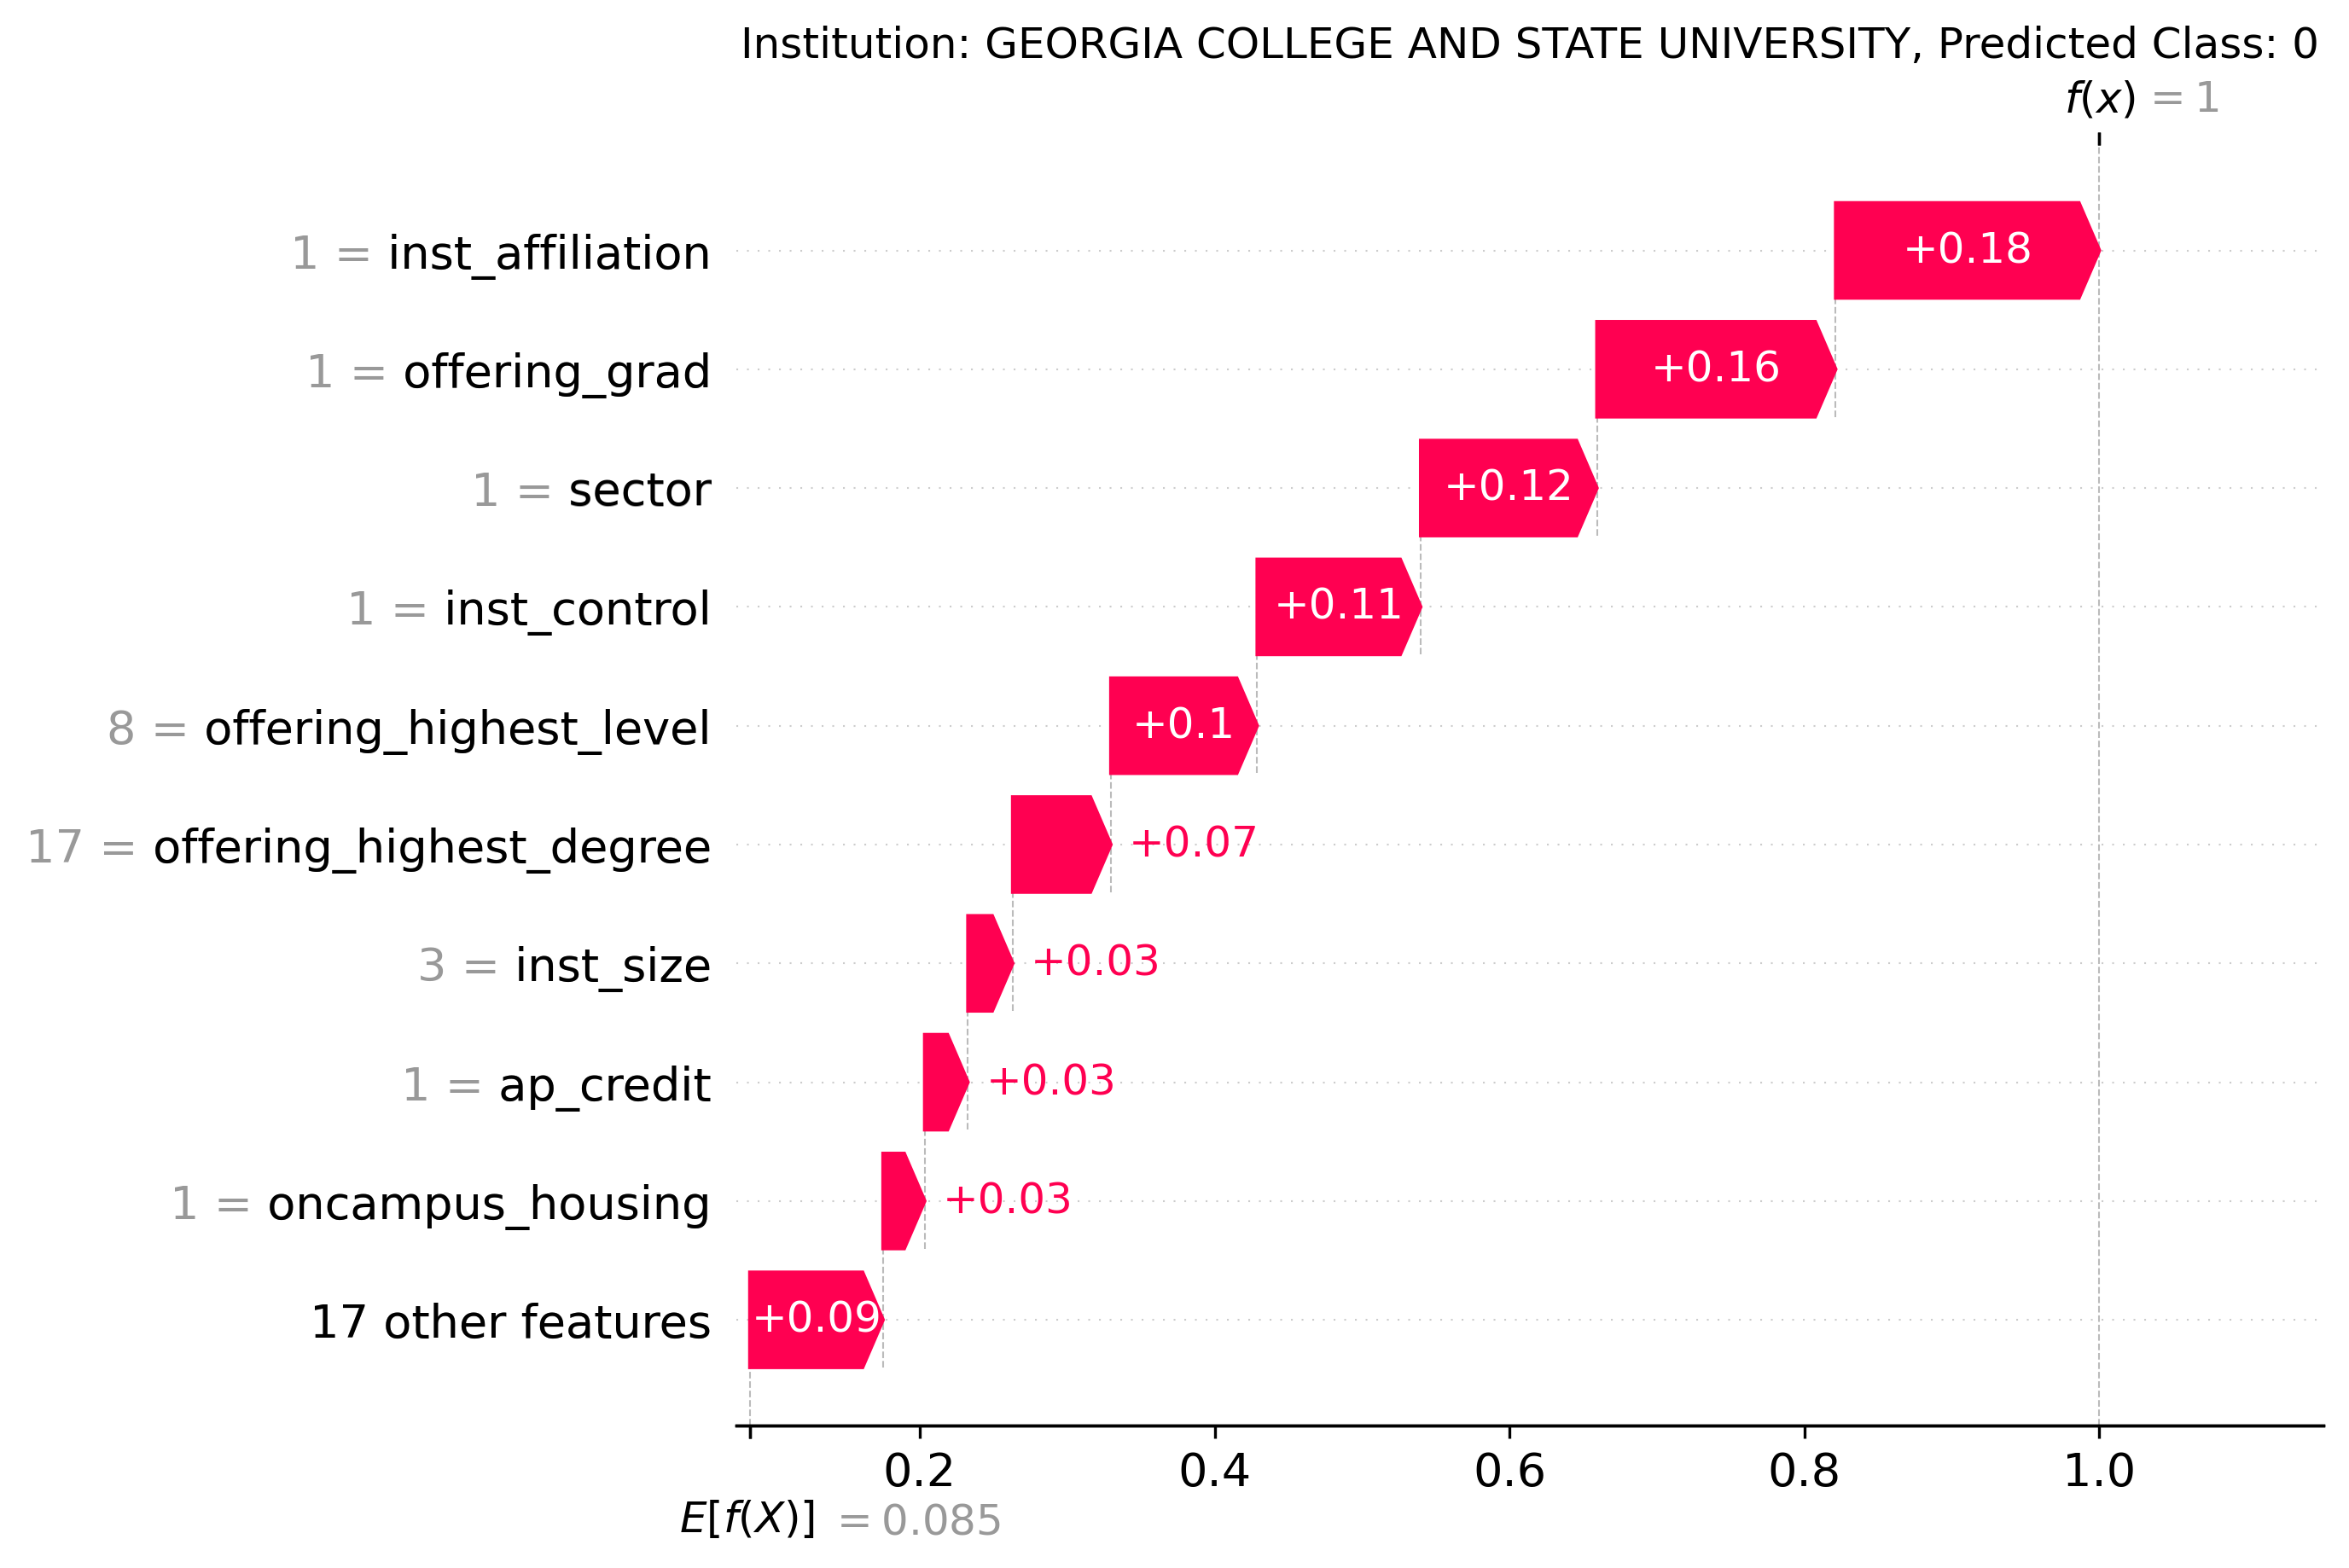 Institution: GEORGIA COLLEGE AND STATE UNIVERSITY, Predicted Class: 0
f(x) = 1
1 = inst_affiliation +0.18
1 = offering_grad +0.16
1 = sector +0.12
1 = inst_control +0.11
8 = offering_highest_level +0.1
17 = offering_highest_degree +0.07
3 = inst_size +0.03
1 = ap_credit +0.03
1 = oncampus_housing +0.03
17 other features +0.09
0.2 0.4 0.6 0.8 1.0
E[f(X)] = 0.085